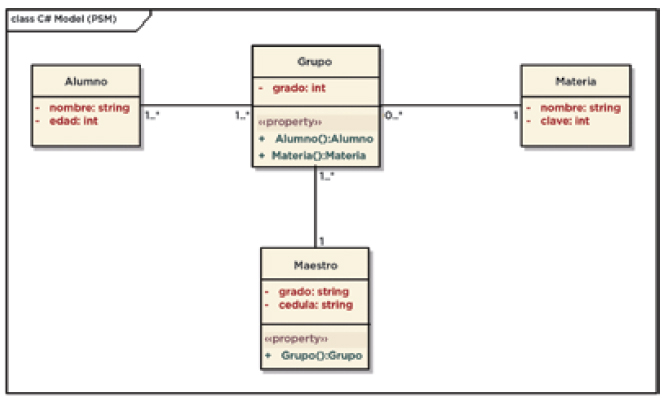 class C# Model (PSM)
Alumno
- nombre: string
- edad: int
1..*
1..*
Grupo
- grado: int
«property»
+ Alumno():Alumno
+ Materia():Materia
0..*
1
Materia
- nombre: string
- clave: int
1..*
1
Maestro
- grado: string
- cedula: string
«property»
+ Grupo():Grupo